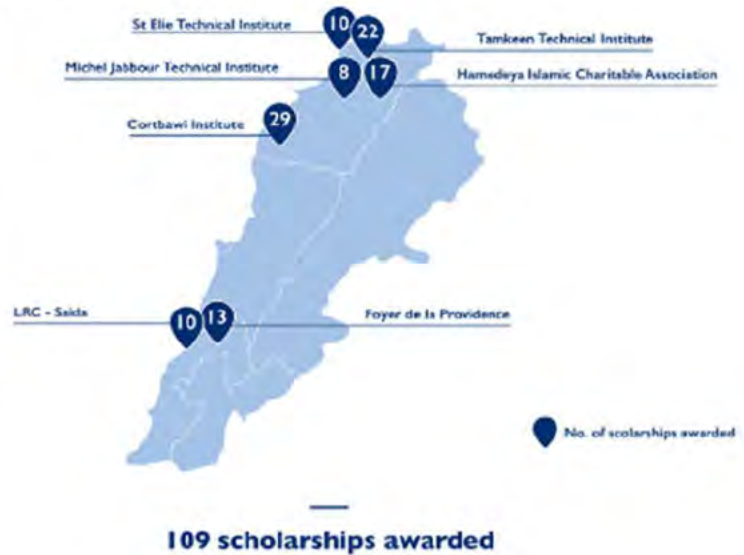 St Elie Technical Institute
10
22
Tamkeen Technical Institute
Michel Jabbour Technical Institute
8
17
Hamedeya Islamic Charitable Association
Cortbawi Institute
29
LRC - Saida
10
13
Foyer de la Providence
No. of scolarships awarded
109 scholarships awarded